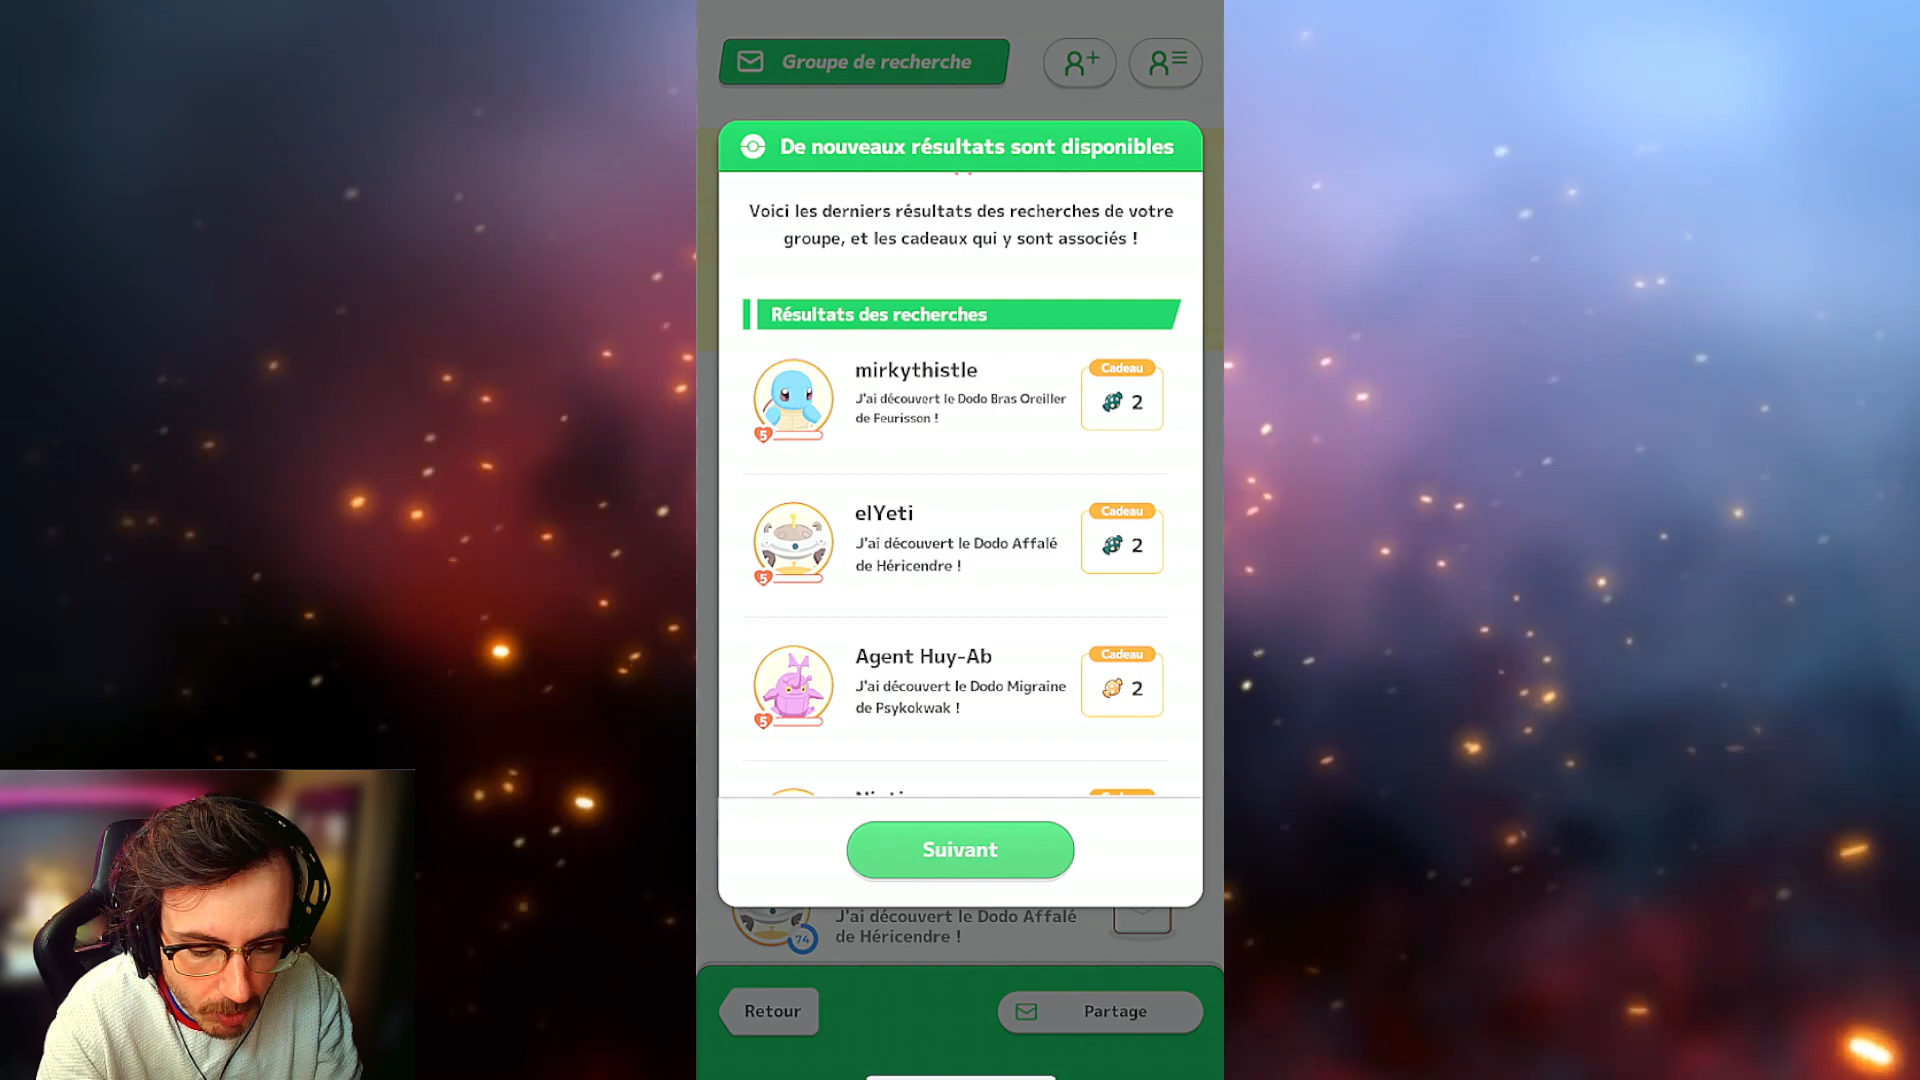 Groupe de recherche
De nouveaux résultats sont disponibles
Voici les derniers résultats des recherches de votre
groupe, et les cadeaux qui y sont associés !
Résultats des recherches
mirkythistle
J'ai découvert le Dodo Bras Oreiller
de Feurisson !
Cadeau
2
5
elYeti
J'ai découvert le Dodo Affalé
de Héricendre !
Cadeau
2
5
Agent Huy-Ab
J'ai découvert le Dodo Migraine
de Psykokwak !
Cadeau
2
5
Suivant
J'ai découvert le Dodo Affalé
de Héricendre !
74
Retour
Partage